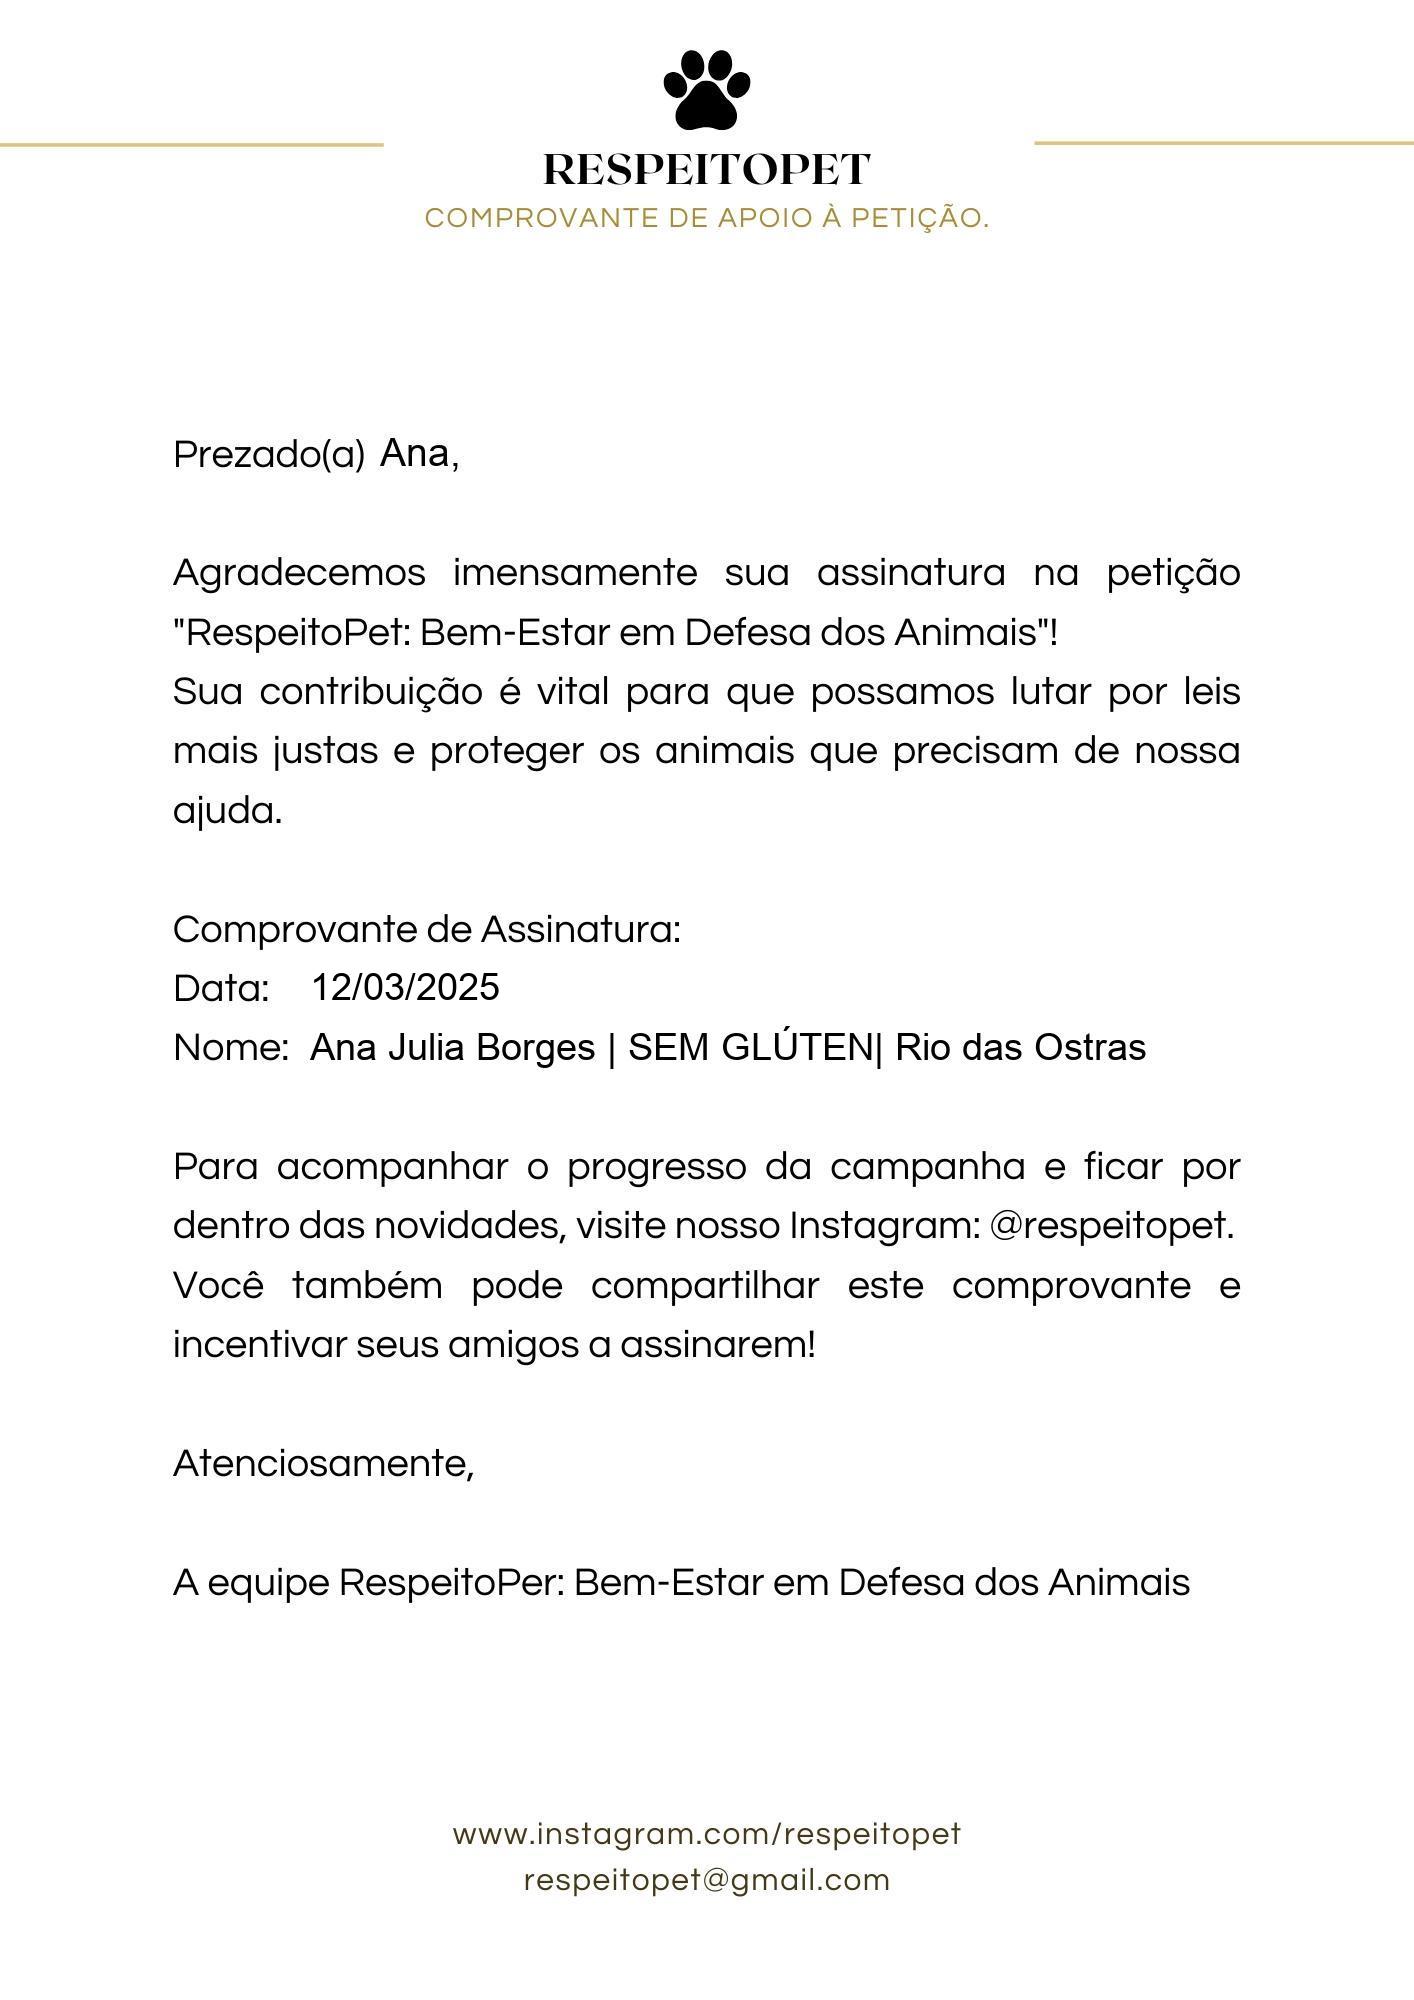 RESPEITOPET
COMPROVANTE DE APOIO À PETIÇÃO.
Prezado(a) Ana,
Agradecemos imensamente sua assinatura na petição
"RespeitoPet: Bem-Estar em Defesa dos Animais"!
Sua contribuição é vital para que possamos lutar por leis
mais justas e proteger os animais que precisam de nossa
ajuda.
Comprovante de Assinatura:
Data: 12/03/2025
Nome: Ana Julia Borges | SEM GLÚTEN| Rio das Ostras
Para acompanhar o progresso da campanha e ficar por
dentro das novidades, visite nosso Instagram: @respeitopet.
Você também pode compartilhar este comprovante e
incentivar seus amigos a assinarem!
Atenciosamente,
A equipe RespeitoPer: Bem-Estar em Defesa dos Animais
www.instagram.com/respeitopet
respeitopet@gmail.com